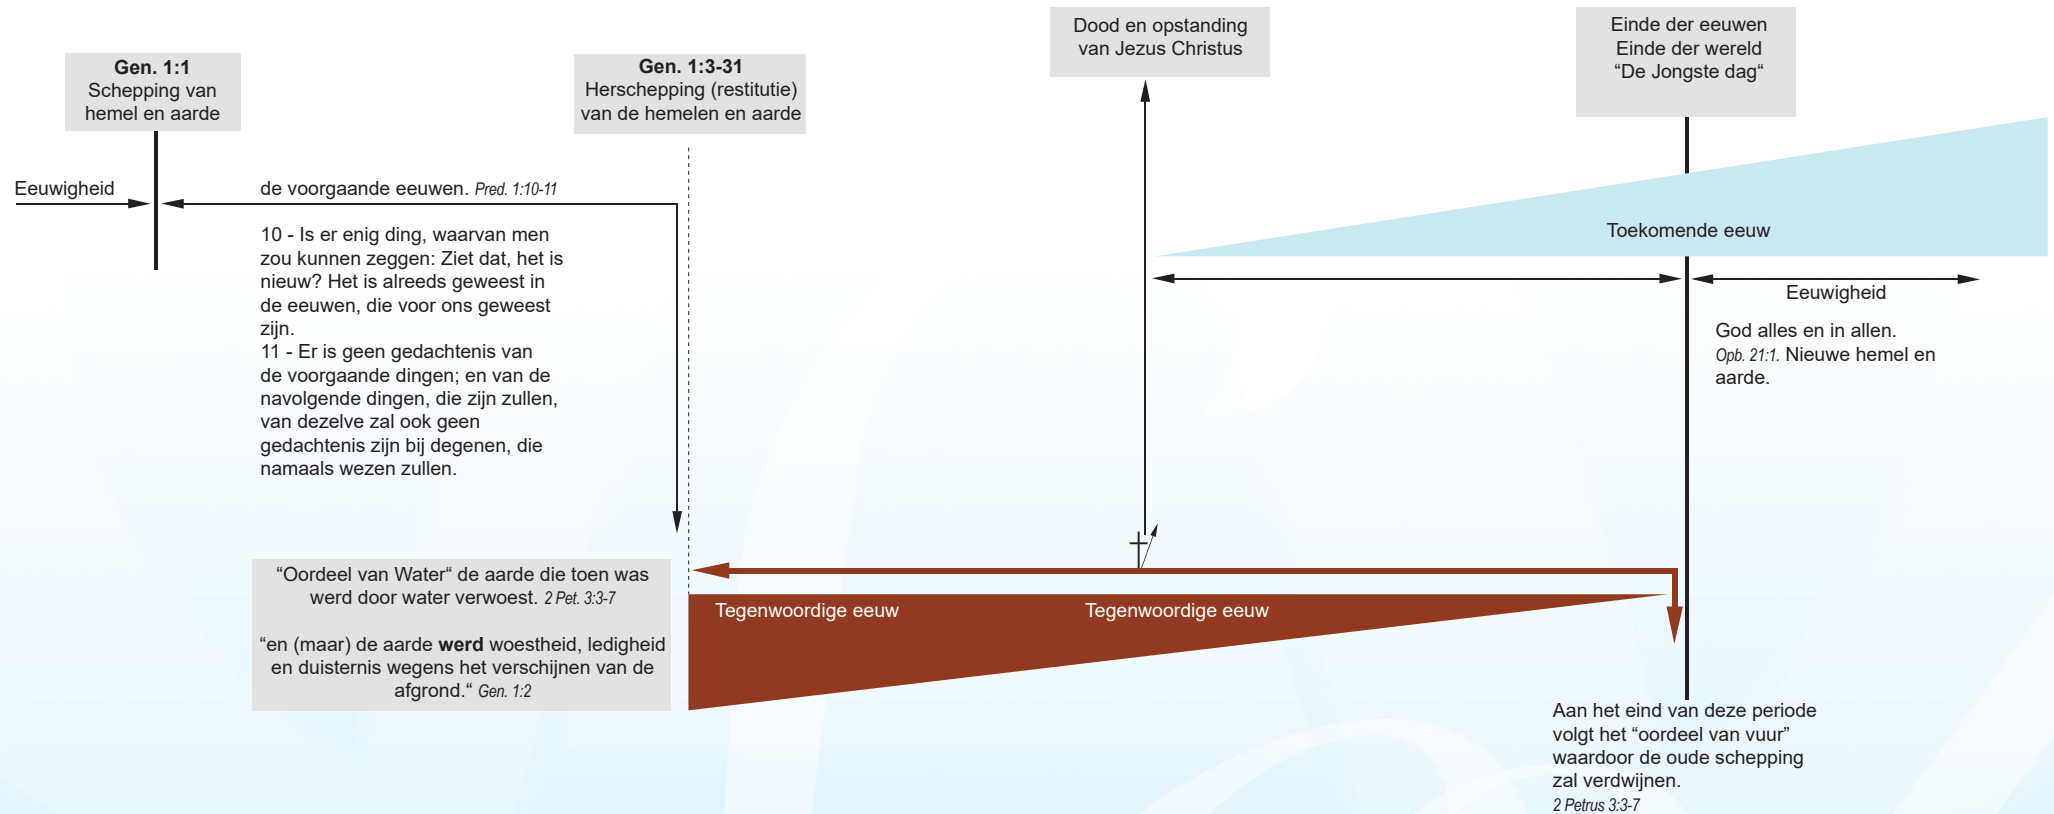 Gen. 1:1
Schepping van
hemel en aarde
Gen. 1:3-31
Herschepping (restitutie)
van de hemelen en aarde
Dood en opstanding
van Jezus Christus
Einde der eeuwen
Einde der wereld
“De Jongste dag“
Eeuwigheid
de voorgaande eeuwen. Pred. 1:10-11
10 - Is er enig ding, waarvan men
zou kunnen zeggen: Ziet dat, het is
nieuw? Het is alreeds geweest in
de eeuwen, die voor ons geweest
zijn.
11 - Er is geen gedachtenis van
de voorgaande dingen; en van de
navolgende dingen, die zijn zullen,
van dezelve zal ook geen
gedachtenis zijn bij degenen, die
namaals wezen zullen.
Toekomende eeuw
Eeuwigheid
God alles en in allen.
Opb. 21:1. Nieuwe hemel en
aarde.
“Oordeel van Water“ de aarde die toen was
werd door water verwoest. 2 Pet. 3:3-7
“en (maar) de aarde werd woestheid, ledigheid
en duisternis wegens het verschijnen van de
afgrond.“ Gen. 1:2
Tegenwoordige eeuw
Tegenwoordige eeuw
Aan het eind van deze periode
volgt het “oordeel van vuur”
waardoor de oude schepping
zal verdwijnen.
2 Petrus 3:3-7